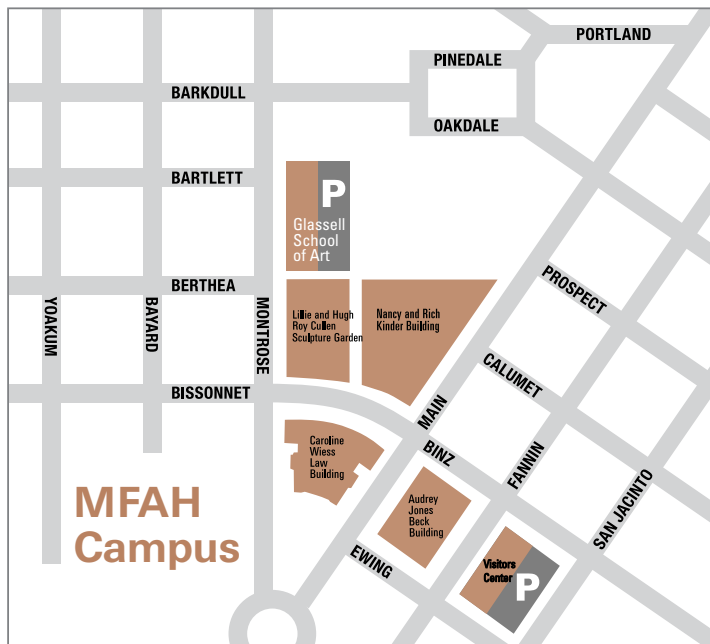 PORTLAND
PINEDALE
BARKDULL
OAKDALE
BARTLETT
P
Glassell
School
of Art
BERTHEA
PROSPECT
YOAKUM
BAYARD
MONTROSE
Lillie and Hugh
Roy Cullen
Sculpture Garden
Nancy and Rich
Kinder Building
CALUMET
BISSONNET
MAIN
BINZ
FANNIN
SAN JACINTO
Caroline
Wiess
Law
Building
Audrey
Jones
Beck
Building
MFAH
Campus
EWING
Visitors
Center
P